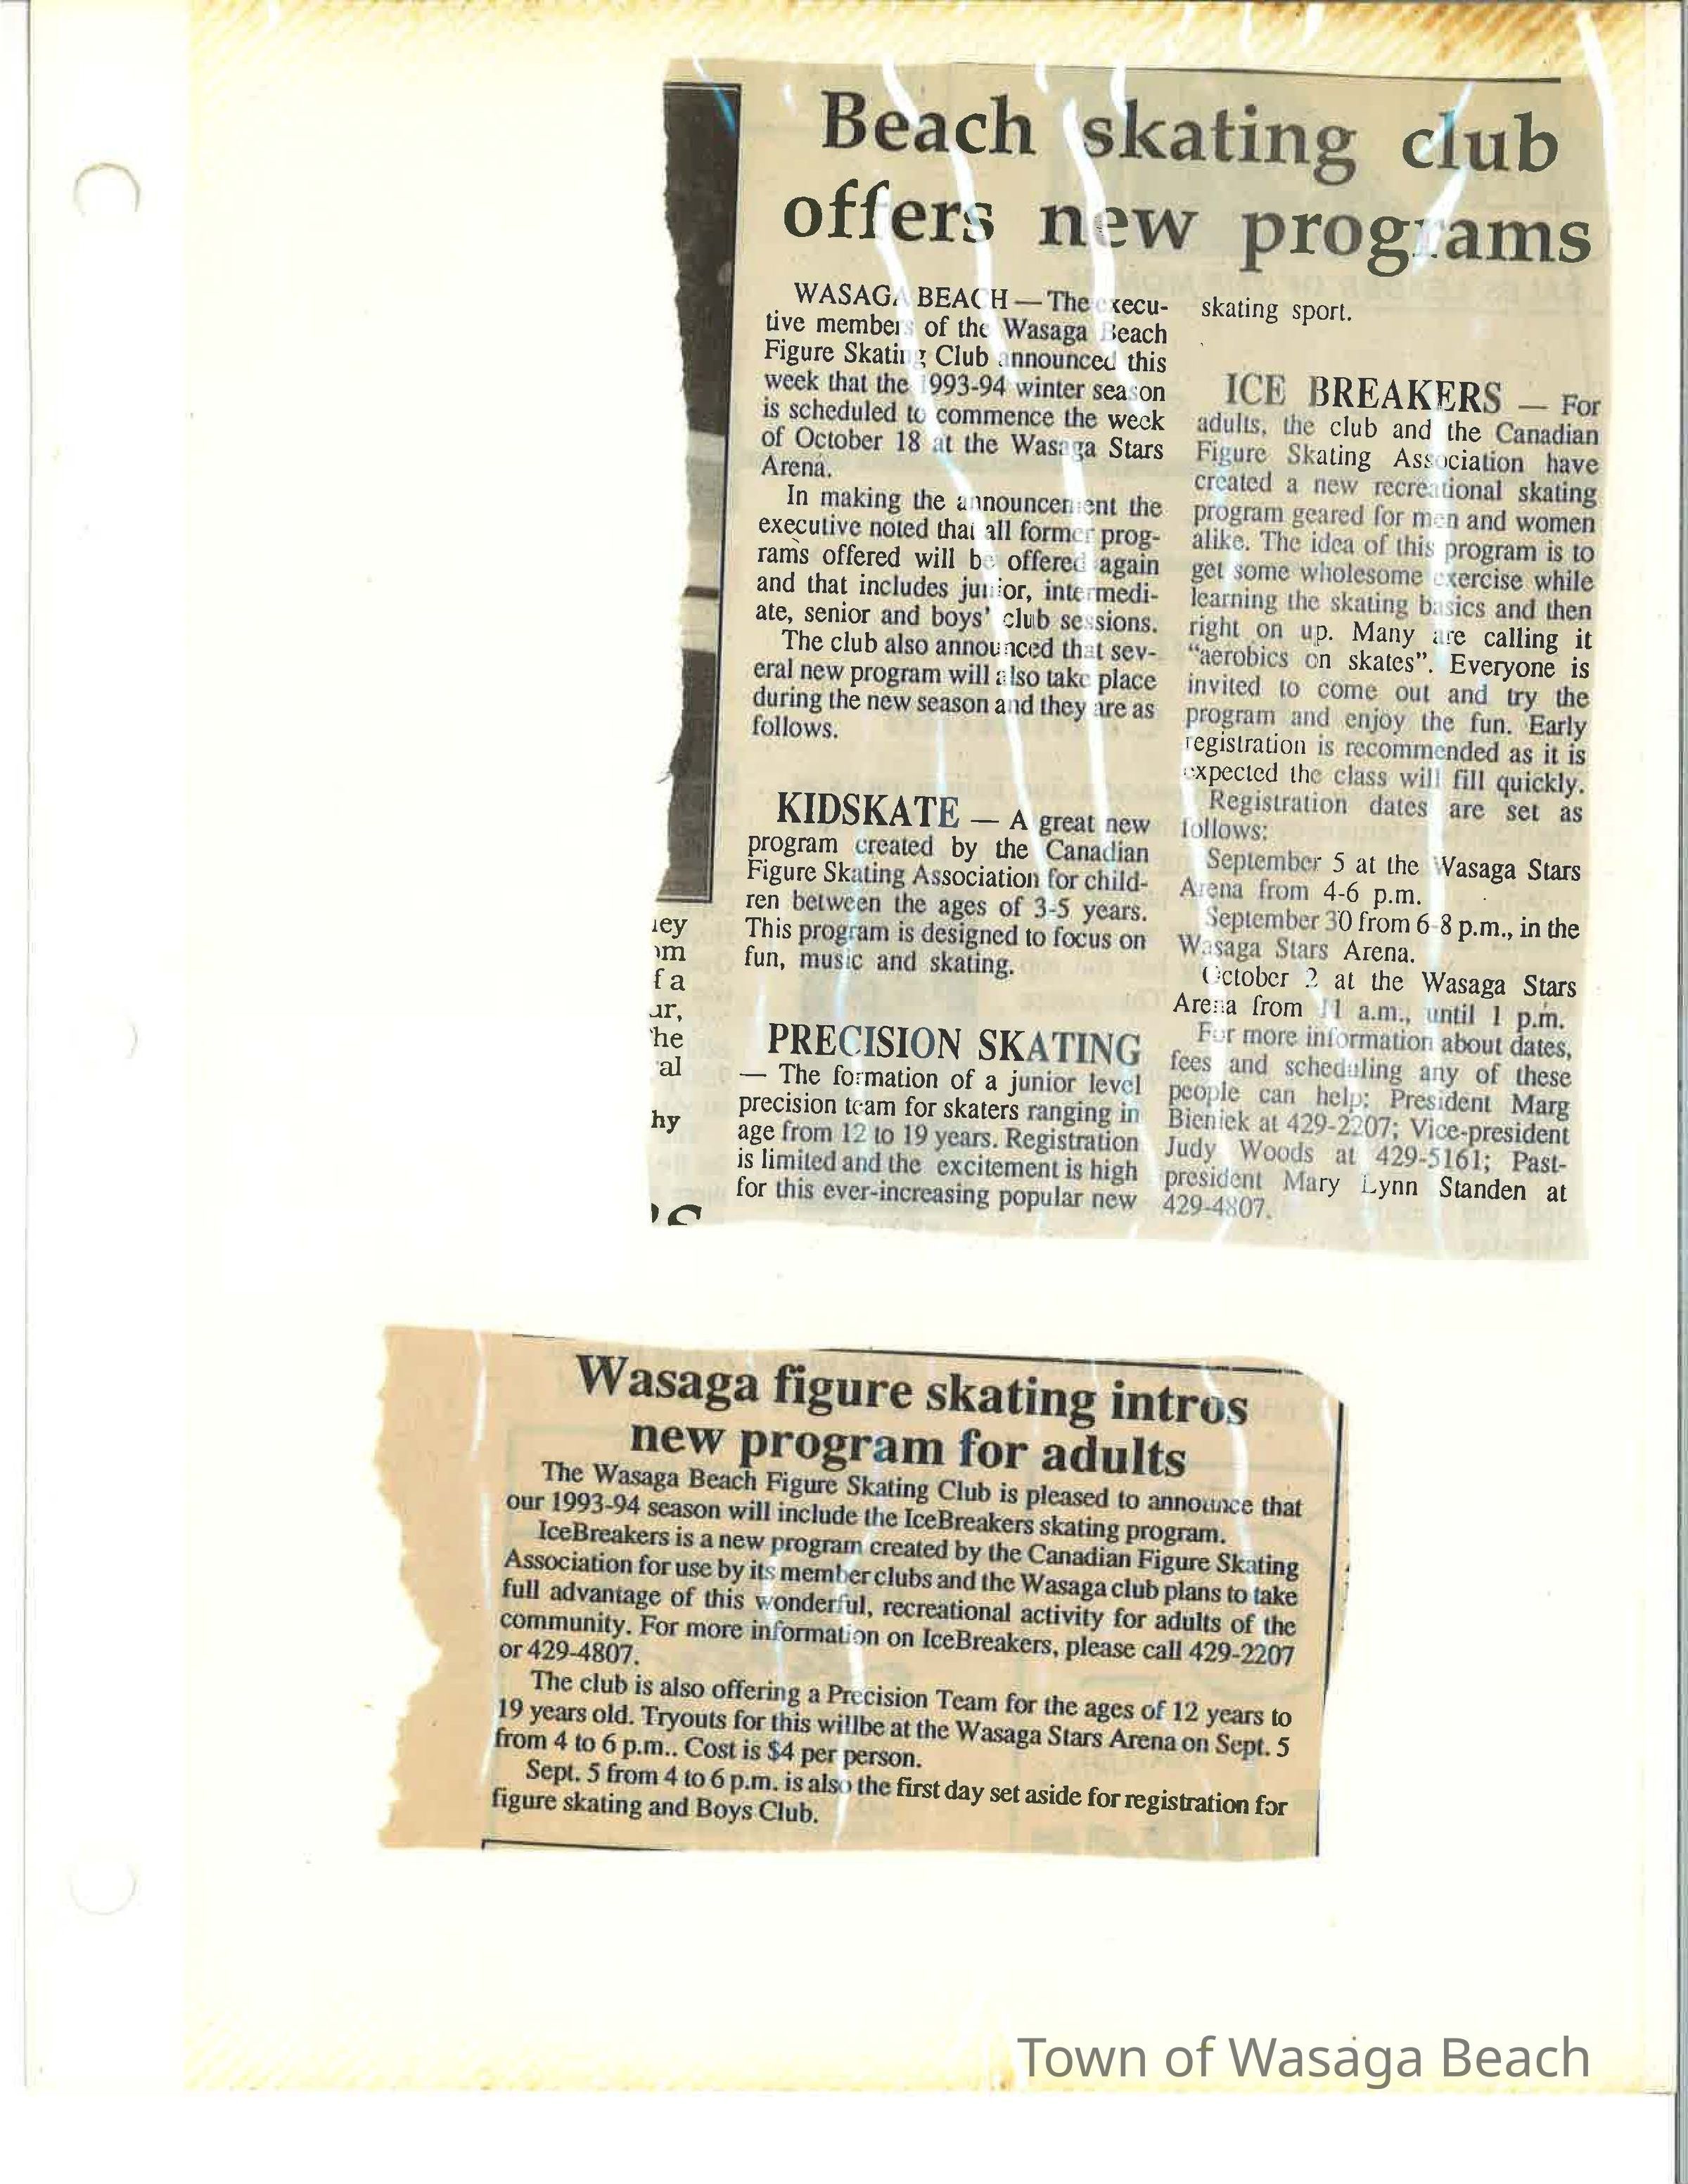 Beach skating club
offers new programs
WASAGA BEACH — The execu-
tive members of the Wasaga Beach
Figure Skating Club announced this
week that the 1993-94 winter season
is scheduled to commence the week
of October 18 at the Wasaga Stars
Arena.
In making the announcement the
executive noted that all former prog-
rams offered will be offered again
and that includes junior, intermedi-
ate, senior and boys' club sessions.
The club also announced that sev-
eral new program will also take place
during the new season and they are as
follows.
KIDSKATE — A great new
program created by the Canadian
Figure Skating Association for child-
ren between the ages of 3-5 years.
This program is designed to focus on
fun, music and skating.
PRECISION SKATING
— The formation of a junior level
precision team for skaters ranging in
age from 12 to 19 years. Registration
is limited and the excitement is high
for this ever-increasing popular new
skating sport.
ICE BREAKERS — For
adults, the club and the Canadian
Figure Skating Association have
created a new recreational skating
program geared for men and women
alike. The idea of this program is to
get some wholesome exercise while
learning the skating basics and then
right on up. Many are calling it
“aerobics on skates”. Everyone is
invited to come out and try the
program and enjoy the fun. Early
registration is recommended as it is
expected the class will fill quickly.
Registration dates are set as
follows:
September 5 at the Wasaga Stars
Arena from 4-6 p.m.
September 30 from 6-8 p.m., in the
Wasaga Stars Arena.
October 2 at the Wasaga Stars
Arena from 11 a.m., until 1 p.m.
For more information about dates,
fees and scheduling any of these
people can help: President Marg
Bieniek at 429-2207; Vice-president
Judy Woods at 429-5161; Past-
president Mary Lynn Standen at
429-4807.
ey
om
f a
ur,
he
al
hy
Wasaga figure skating intros
new program for adults
The Wasaga Beach Figure Skating Club is pleased to announce that
our 1993-94 season will include the IceBreakers skating program.
IceBreakers is a new program created by the Canadian Figure Skating
Association for use by its member clubs and the Wasaga club plans to take
full advantage of this wonderful, recreational activity for adults of the
community. For more information on IceBreakers, please call 429-2207
or 429-4807.
The club is also offering a Precision Team for the ages of 12 years to
19 years old. Tryouts for this willbe at the Wasaga Stars Arena on Sept. 5
from 4 to 6 p.m.. Cost is $4 per person.
Sept. 5 from 4 to 6 p.m. is also the first day set aside for registration for
figure skating and Boys Club.
Town of Wasaga Beach